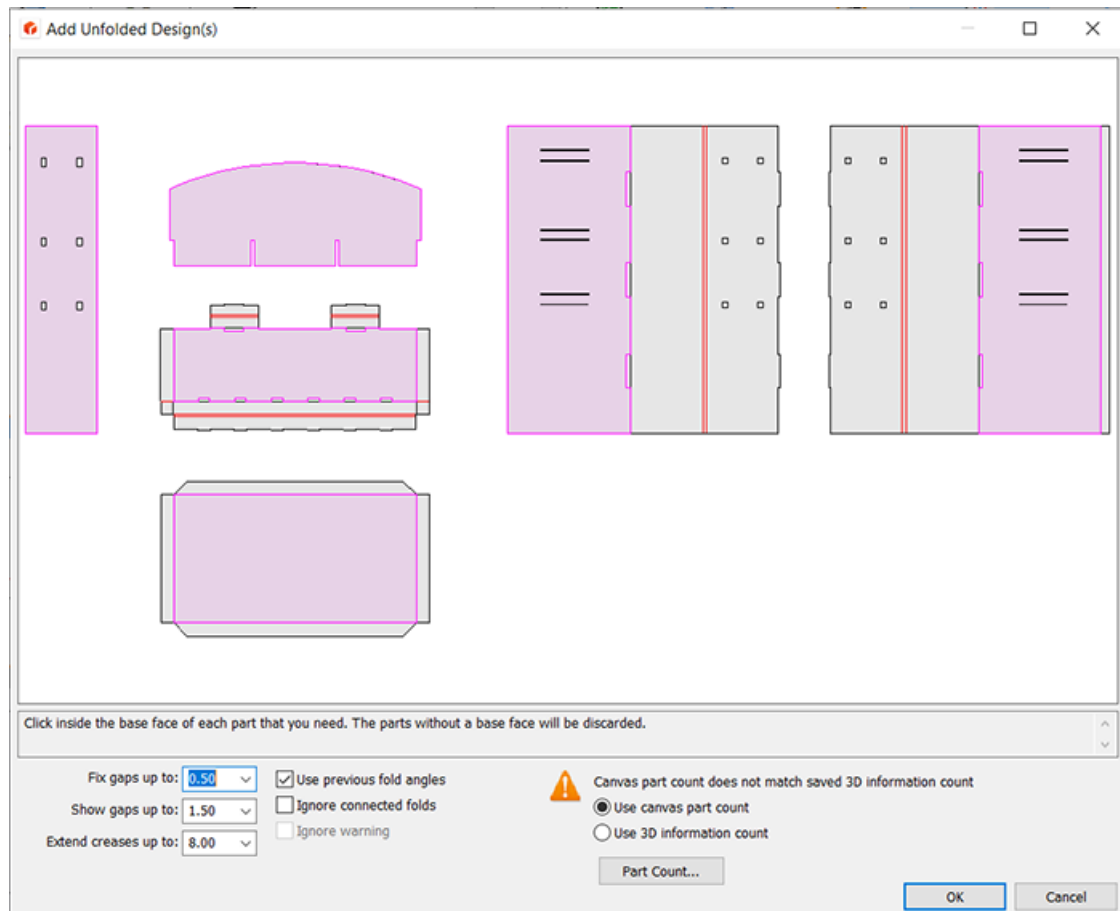 Add Unfolded Design(s)
Click inside the base face of each part that you need. The parts without a base face will be discarded.
Fix gaps up to: 0.50
Show gaps up to: 1.50
Extend creases up to: 8.00
Use previous fold angles
Ignore connected folds
Ignore warning
Canvas part count does not match saved 3D information count
Use canvas part count
Use 3D information count
Part Count...
OK
Cancel